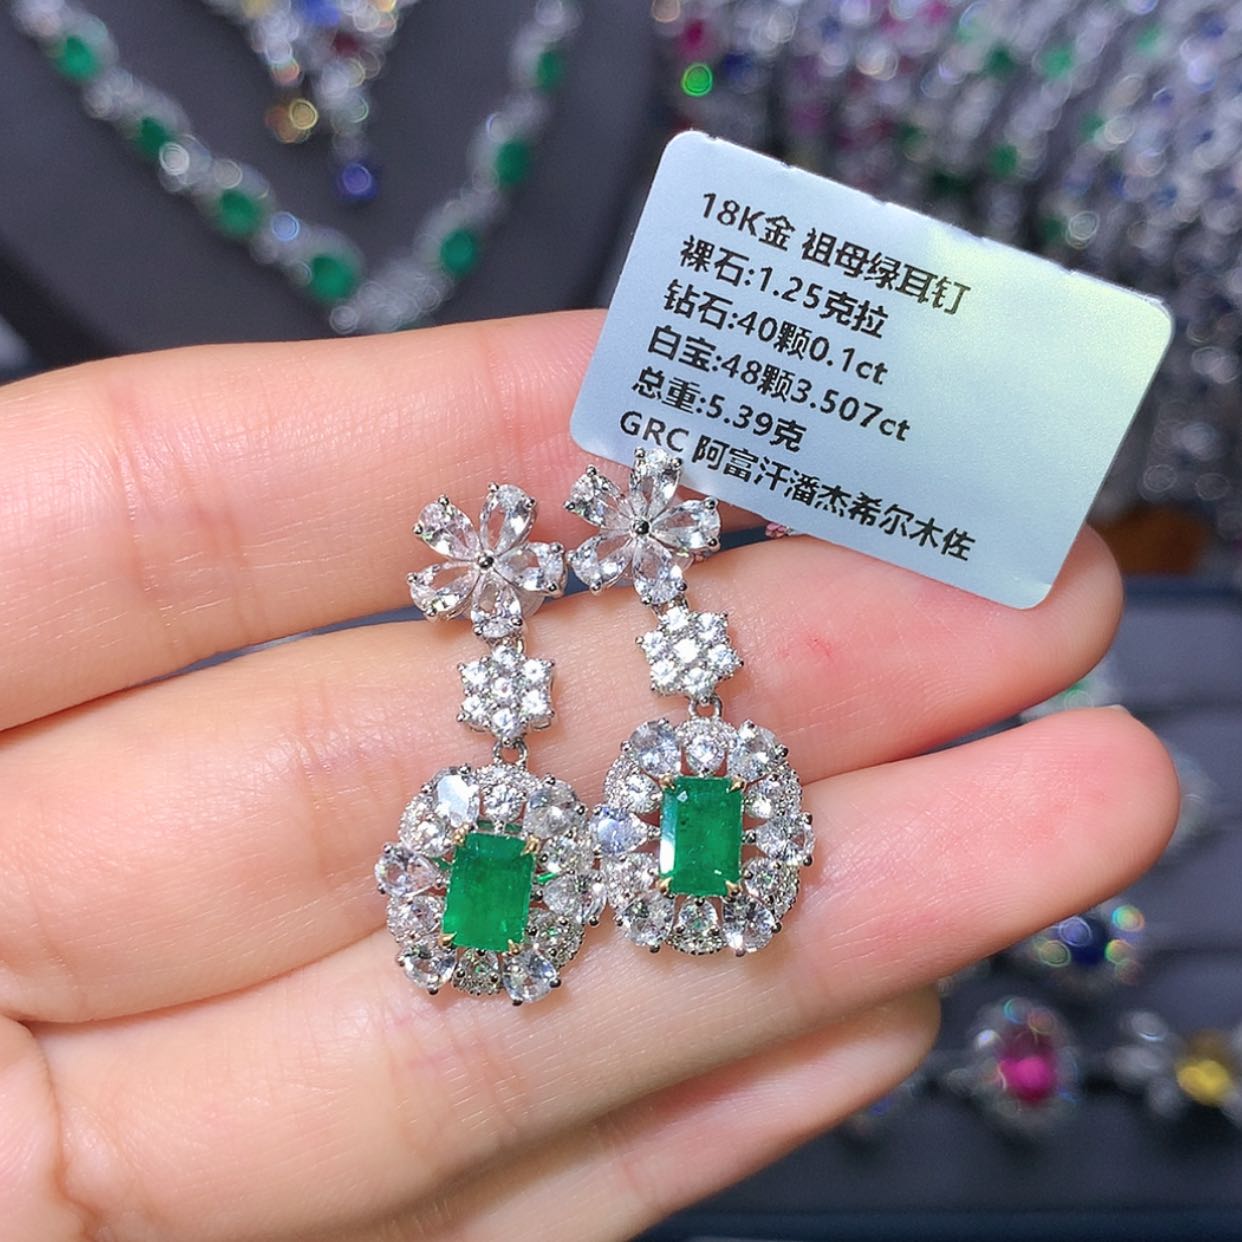 18K金 祖母绿耳钉
裸石:1.25克拉
钻石:40颗0.1ct
白宝:48颗3.507ct
总重:5.39克
GRC 阿富汗潘杰希尔木佐